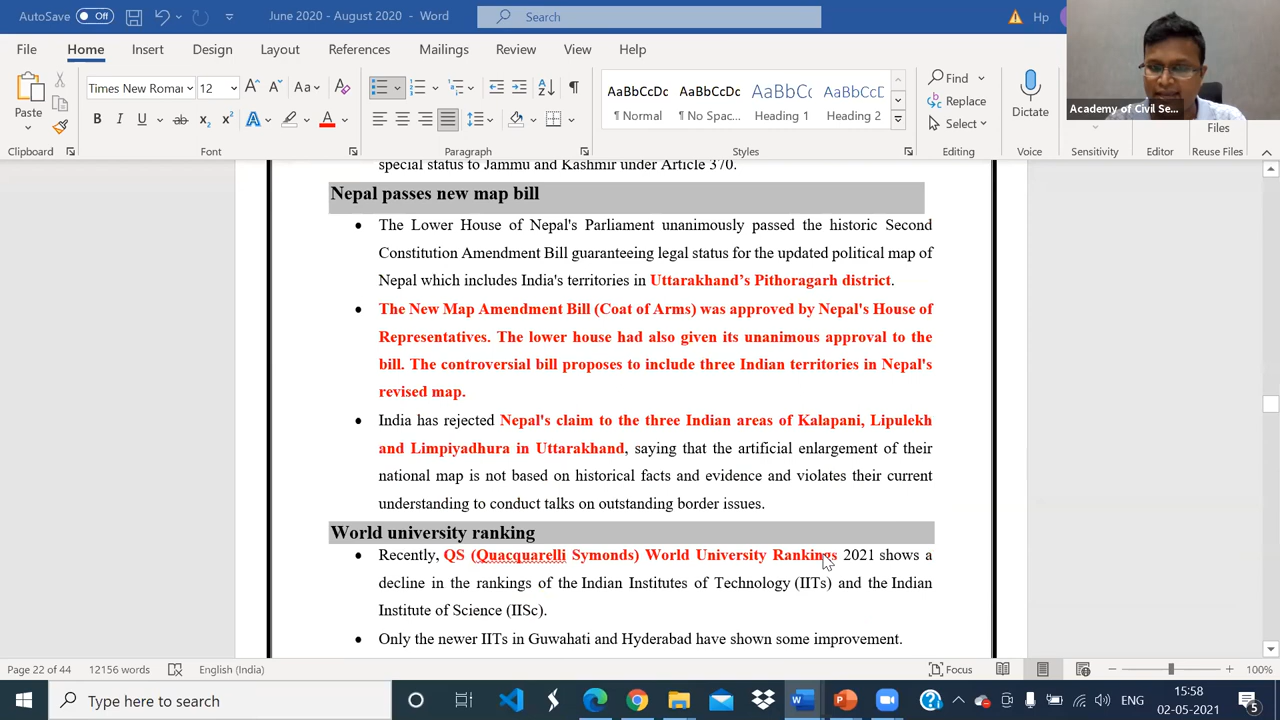 AutoSave Off June 2020 - August 2020 - Word Search Hp
File Home Insert Design Layout References Mailings Review View Help
Times New Roma 12 Aa
AaBbCcDc AaBbCcDc AaBbCc AaBbCcD
¶ Normal ¶ No Spac... Heading 1 Heading 2
Paste
Find
Replace
Select
Dictate
Files
Academy of Civil Se...
Clipboard Font Paragraph Styles Editing Voice Sensitivity Editor Reuse Files
special status to Jammu and Kashmir under Article 370.
Nepal passes new map bill
• The Lower House of Nepal's Parliament unanimously passed the historic Second
Constitution Amendment Bill guaranteeing legal status for the updated political map of
Nepal which includes India's territories in Uttarakhand’s Pithoragarh district.
• The New Map Amendment Bill (Coat of Arms) was approved by Nepal's House of
Representatives. The lower house had also given its unanimous approval to the
bill. The controversial bill proposes to include three Indian territories in Nepal's
revised map.
• India has rejected Nepal's claim to the three Indian areas of Kalapani, Lipulekh
and Limpiyadhura in Uttarakhand, saying that the artificial enlargement of their
national map is not based on historical facts and evidence and violates their current
understanding to conduct talks on outstanding border issues.
World university ranking
• Recently, QS (Quacquarelli Symonds) World University Rankings 2021 shows a
decline in the rankings of the Indian Institutes of Technology (IITs) and the Indian
Institute of Science (IISc).
• Only the newer IITs in Guwahati and Hyderabad have shown some improvement.
Page 22 of 44 12156 words English (India) Focus 100%
Type here to search ENG 15:58
02-05-2021 5